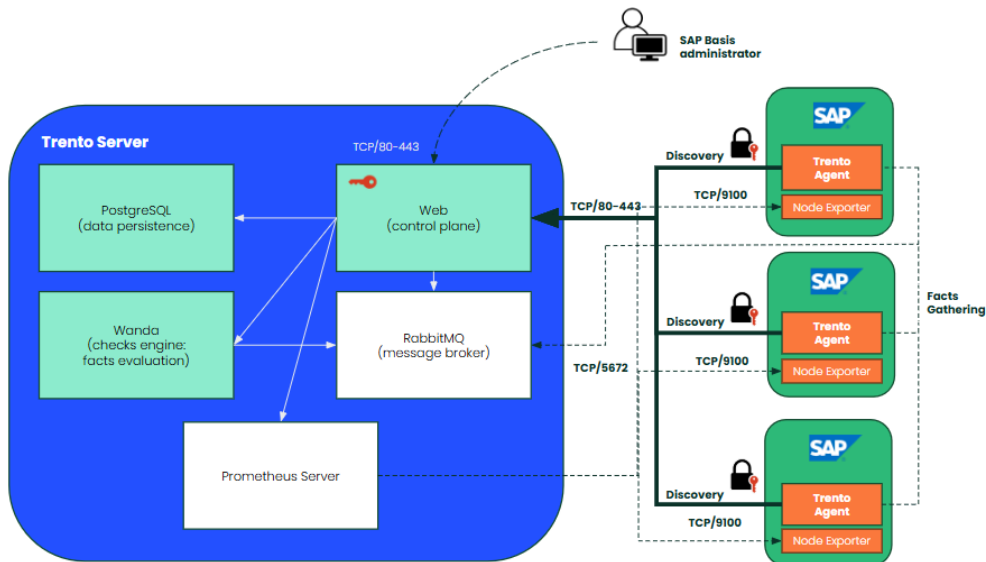 SAP Basis
administrator
Trento Server
TCP/80-443
PostgreSQL
(data persistence)
Web
(control plane)
Wanda
(checks engine:
facts evaluation)
RabbitMQ
(message broker)
Prometheus Server
TCP/80-443
TCP/5672
Discovery
TCP/9100
SAP
Trento
Agent
Node Exporter
Discovery
TCP/9100
SAP
Trento
Agent
Node Exporter
Discovery
TCP/9100
SAP
Trento
Agent
Node Exporter
Facts
Gathering